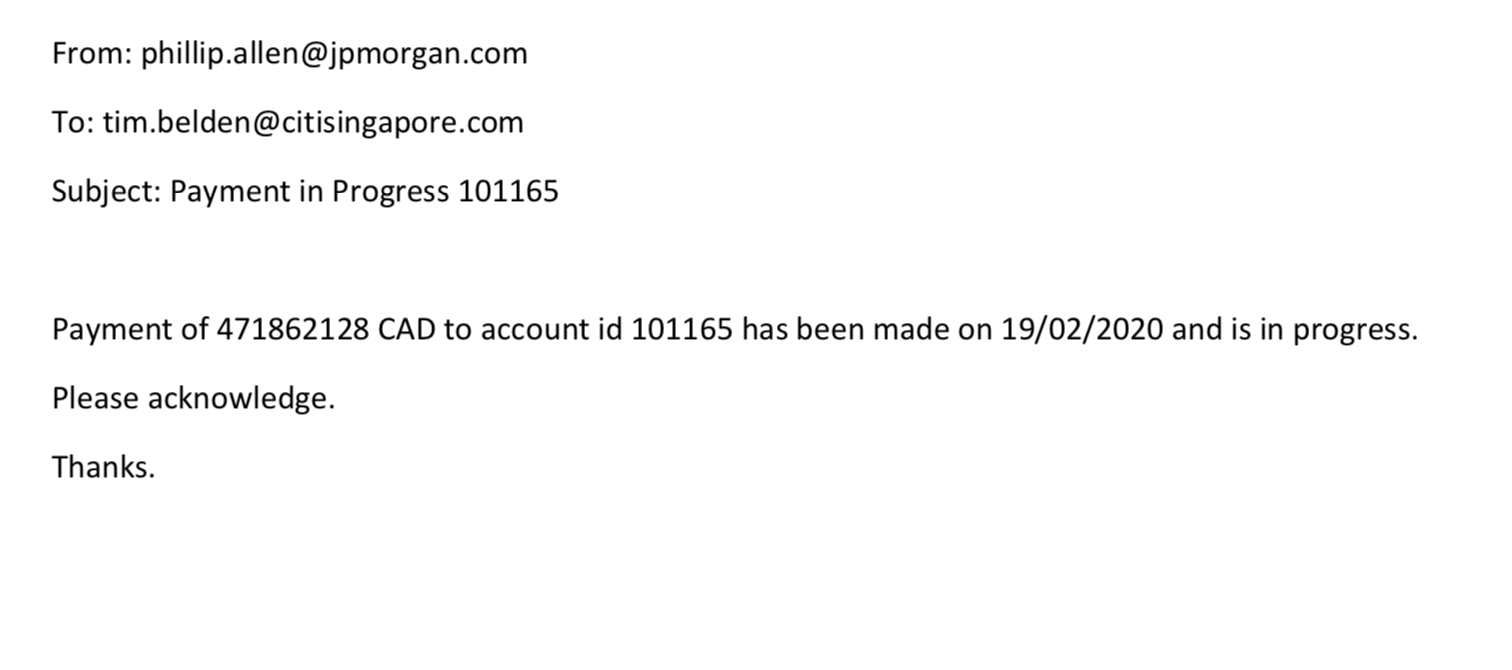 From: phillip.allen@jpmorgan.com
To: tim.belden@citisingapore.com
Subject: Payment in Progress 101165
Payment of 471862128 CAD to account id 101165 has been made on 19/02/2020 and is in progress.
Please acknowledge.
Thanks.